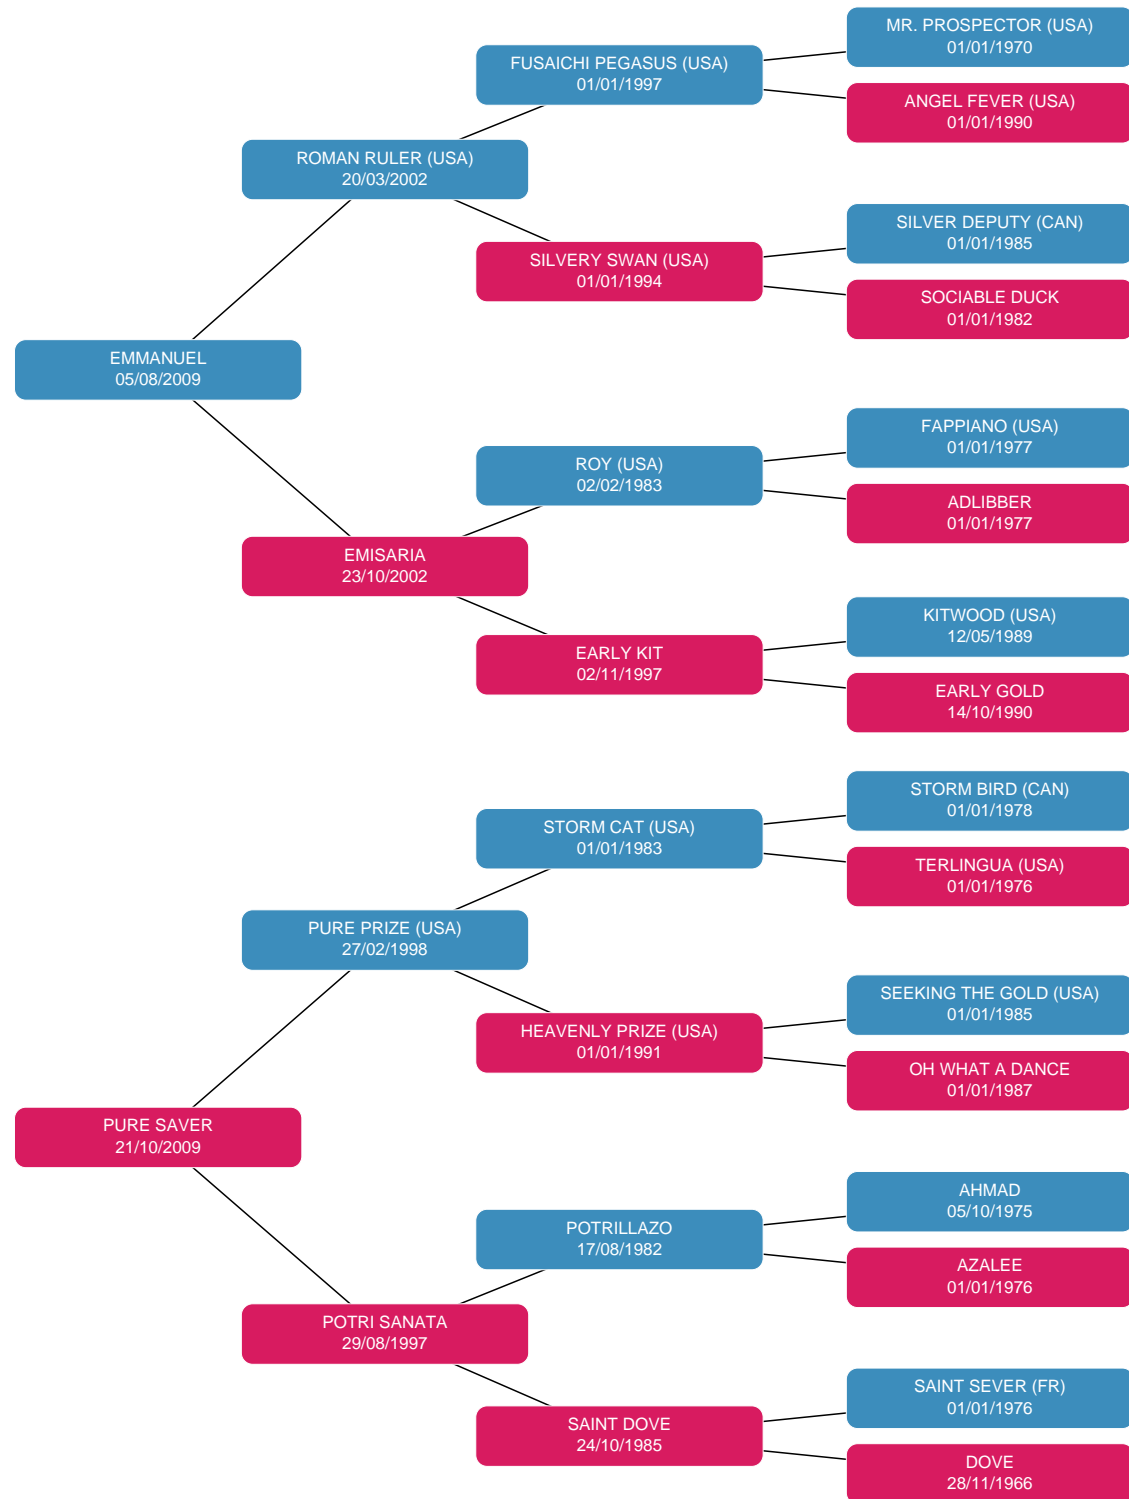 MR. PROSPECTOR (USA)
01/01/1970
FUSAICHI PEGASUS (USA)
01/01/1997
ANGEL FEVER (USA)
01/01/1990
ROMAN RULER (USA)
20/03/2002
SILVER DEPUTY (CAN)
01/01/1985
SILVERY SWAN (USA)
01/01/1994
SOCIABLE DUCK
01/01/1982
EMMANUEL
05/08/2009
FAPPIANO (USA)
01/01/1977
ROY (USA)
02/02/1983
ADLIBBER
01/01/1977
EMISARIA
23/10/2002
KITWOOD (USA)
12/05/1989
EARLY KIT
02/11/1997
EARLY GOLD
14/10/1990
STORM BIRD (CAN)
01/01/1978
STORM CAT (USA)
01/01/1983
TERLINGUA (USA)
01/01/1976
PURE PRIZE (USA)
27/02/1998
SEEKING THE GOLD (USA)
01/01/1985
HEAVENLY PRIZE (USA)
01/01/1991
OH WHAT A DANCE
01/01/1987
PURE SAVER
21/10/2009
AHMAD
05/10/1975
POTRILLAZO
17/08/1982
AZALEE
01/01/1976
POTRI SANATA
29/08/1997
SAINT SEVER (FR)
01/01/1976
SAINT DOVE
24/10/1985
DOVE
28/11/1966